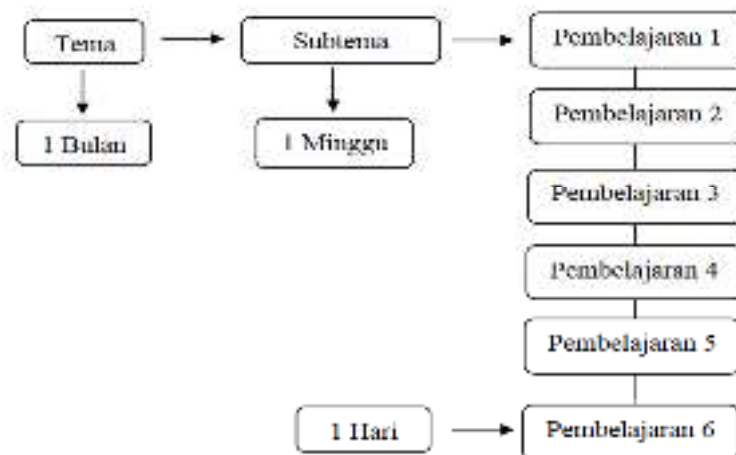 Tema
Subtema
Pembelajaran 1
1 Bulan
1 Minggu
Pembelajaran 2
Pembelajaran 3
Pembelajaran 4
Pembelajaran 5
1 Hari
Pembelajaran 6